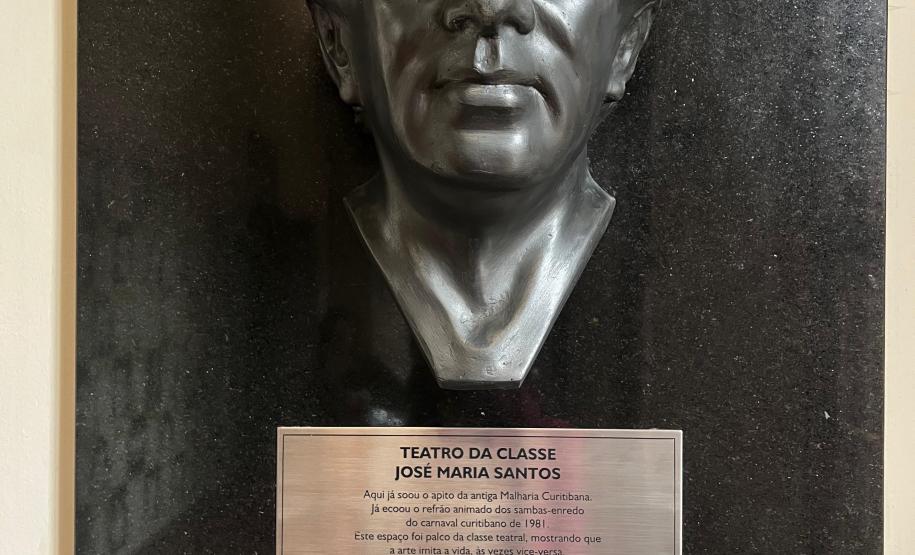 TEATRO DA CLASSE
JOSÉ MARIA SANTOS
Aqui já soou o apito da antiga Malharia Curitibana.
Já ecoou o refrão animado dos sambas-enredo
do carnaval curitibano de 1981.
Este espaço foi palco da classe teatral, mostrando que
a arte imita a vida, às vezes vice-versa.